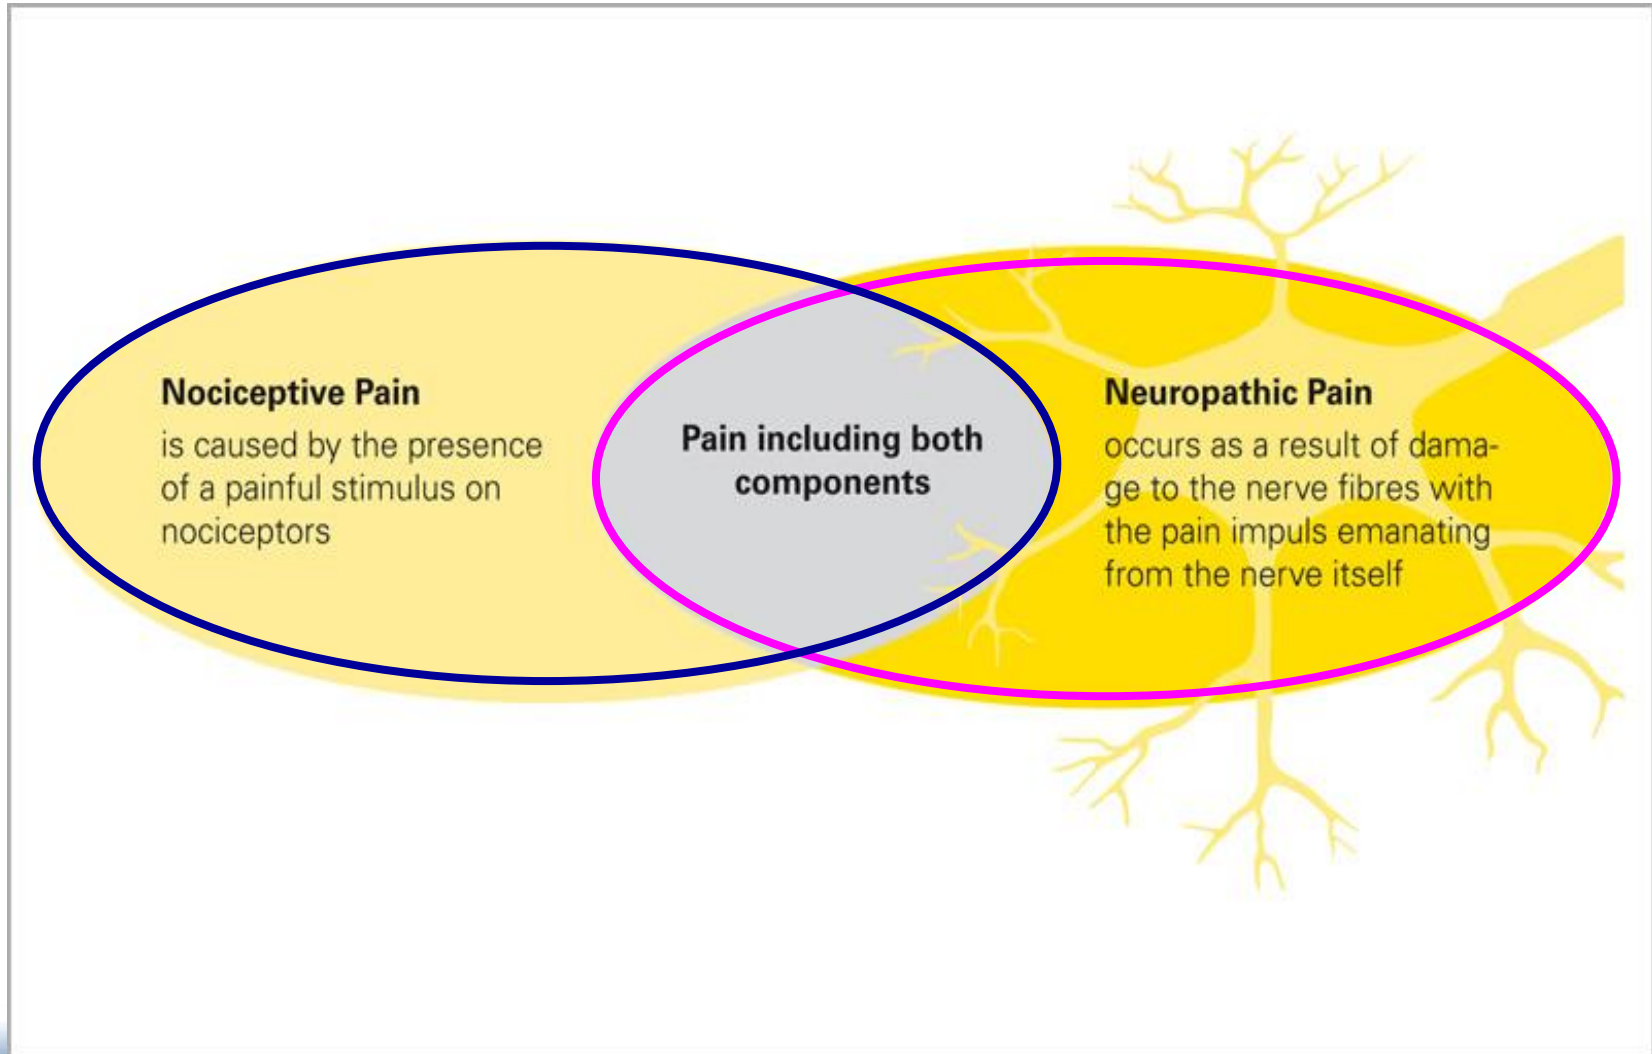 Nociceptive Pain
is caused by the presence
of a painful stimulus on
nociceptors
Pain including both
components
Neuropathic Pain
occurs as a result of dama-
ge to the nerve fibres with
the pain impuls emanating
from the nerve itself